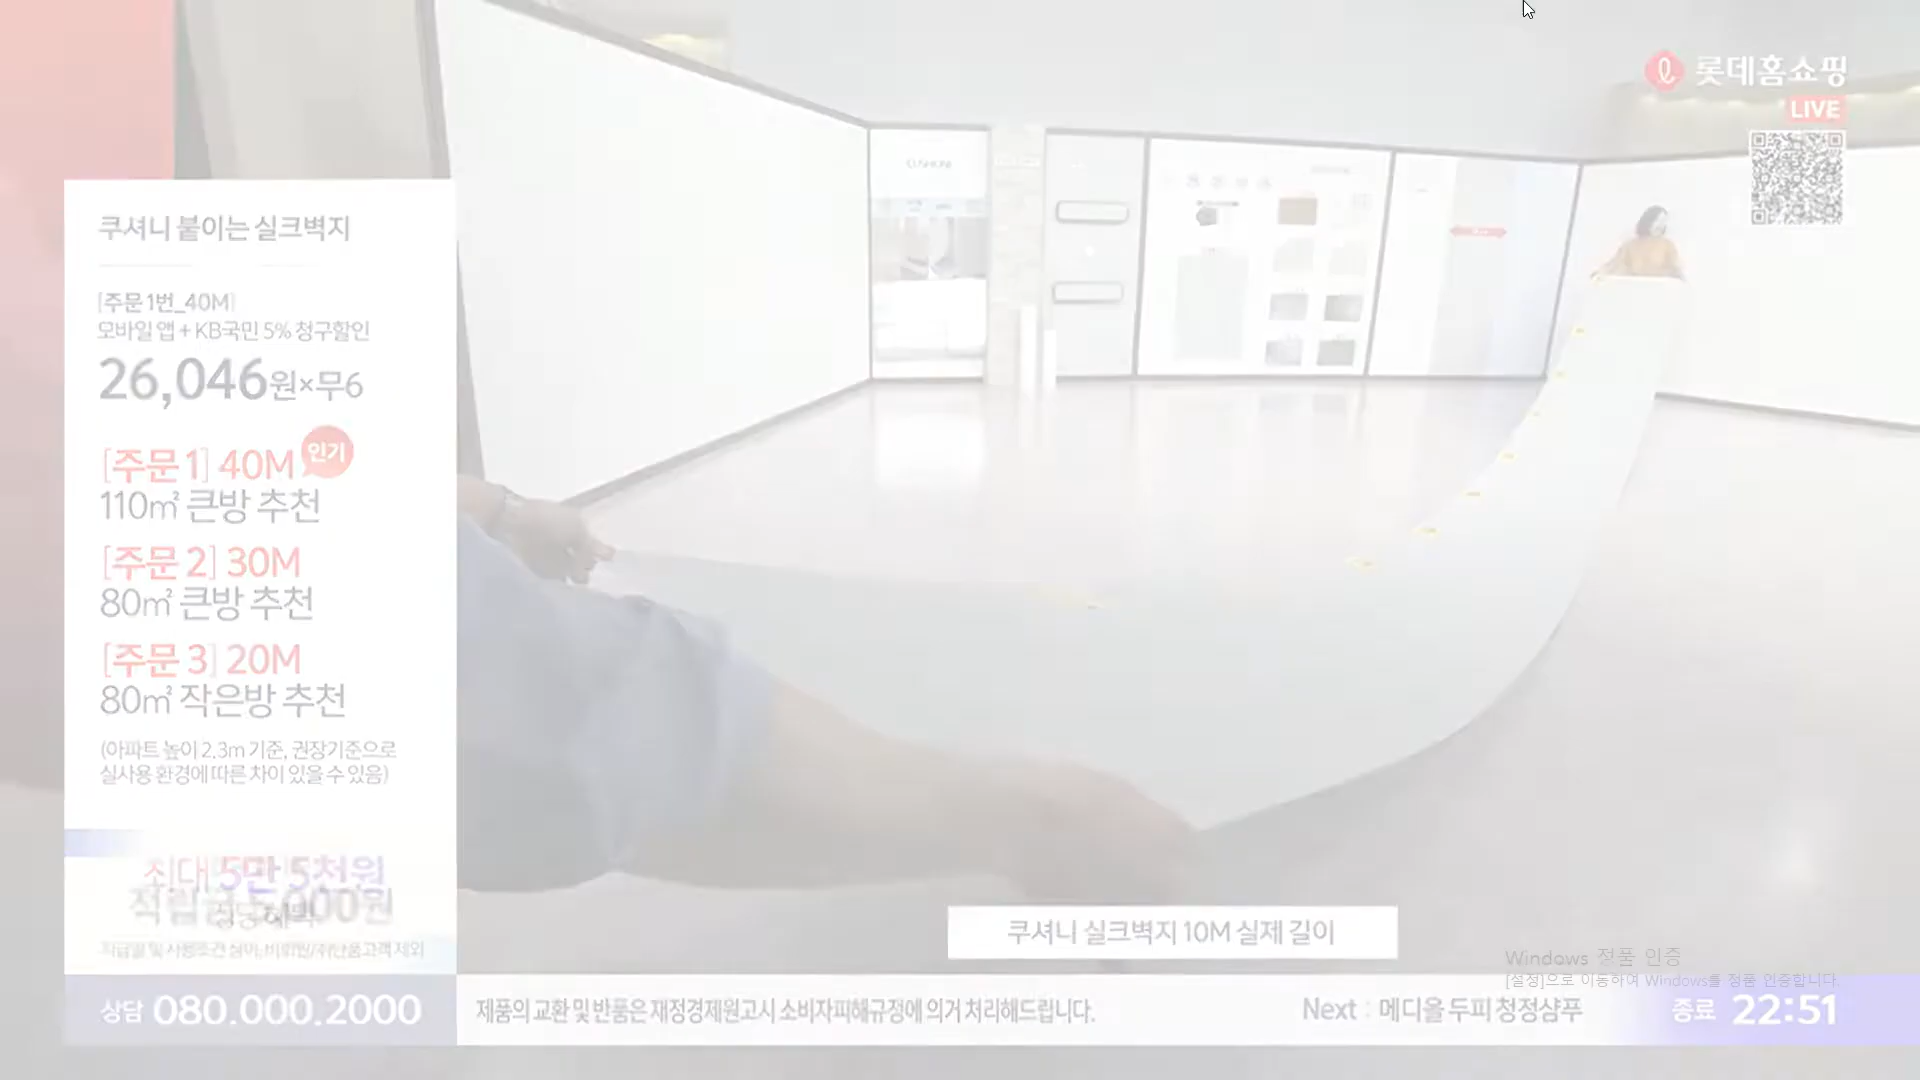 롯데홈쇼핑
LIVE
쿠셔니 붙이는 실크벽지
[주문 1번_40M]
모바일 앱 + KB국민 5% 청구할인
26,046원×무6
[주문 1] 40M 인기
110㎡ 큰방 추천
[주문 2] 30M
80㎡ 큰방 추천
[주문 3] 20M
80㎡ 작은방 추천
(아파트 높이 2.3m 기준, 권장기준으로
실사용 환경에 따른 차이 있을 수 있음)
최대 5만 5천원
쿠셔니 실크벽지 10M 실제 길이
Windows 정품 인증
[설정]으로 이동하여 Windows를 정품 인증합니다.
상담 080.000.2000
제품의 교환 및 반품은 재정경제원고시 소비자피해규정에 의거 처리해드립니다.
Next : 메디올 두피 청정샴푸
종료 22:51